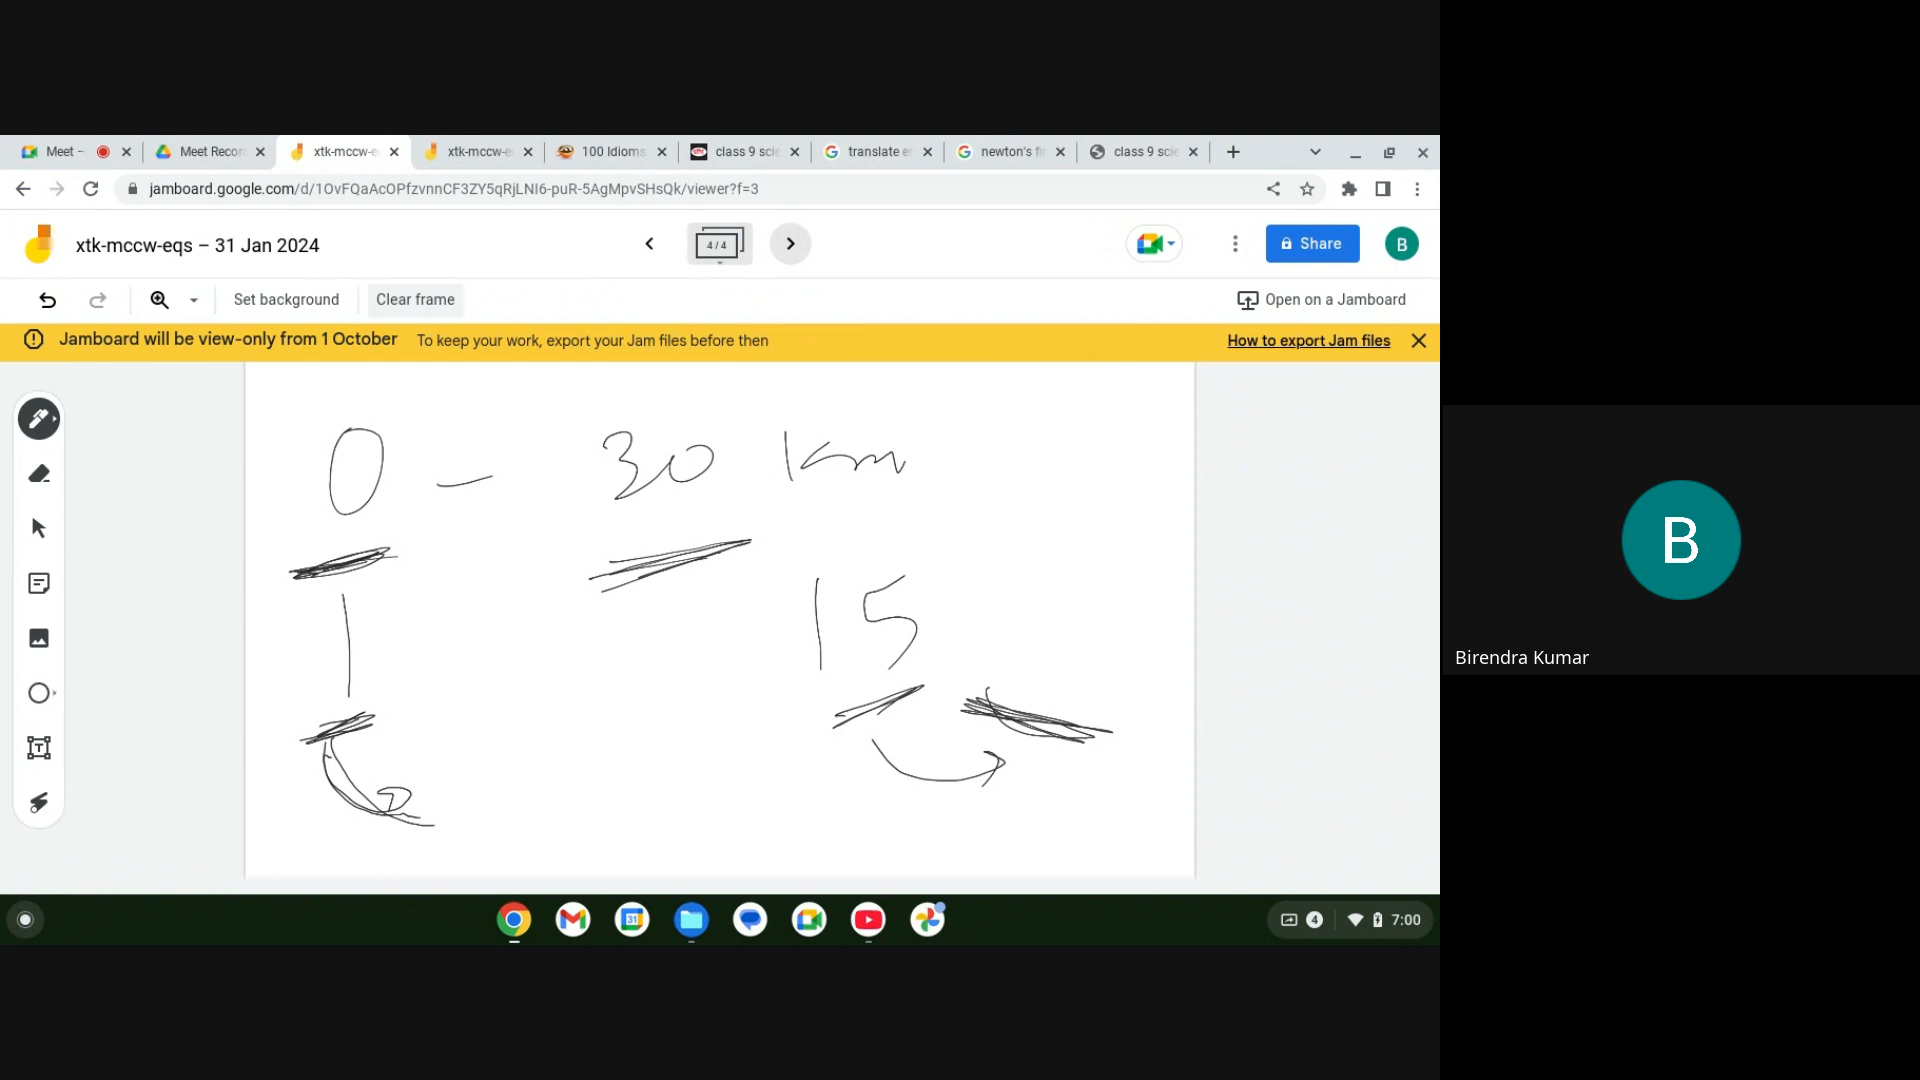 Meet –
Meet Recor
xtk-mccw-e
xtk-mccw-e
100 Idioms
class 9 scie
translate e
newton's fi
class 9 scie
jamboard.google.com/d/1OvFQaAcOPfzvnnCF3ZY5qRjLNI6-puR-5AgMpvSHsQk/viewer?f=3
xtk-mccw-eqs – 31 Jan 2024
4 / 4
Share
B
Set background
Clear frame
Open on a Jamboard
Jamboard will be view-only from 1 October To keep your work, export your Jam files before then
How to export Jam files
0 – 30 km
1 15
B
Birendra Kumar
31
4
7:00